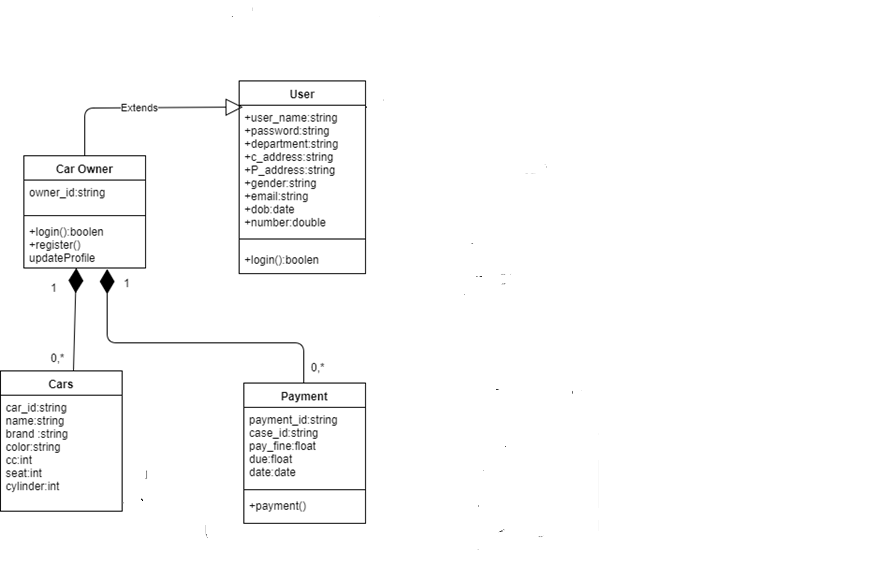 User
Extends
+user_name:string
+password:string
+department:string
+c_address:string
+P_address:string
+gender:string
+email:string
+dob:date
+number:double
+login():boolen
Car Owner
owner_id:string
+login():boolen
+register()
updateProfile
1
1
0,*
0,*
Cars
car_id:string
name:string
brand :string
color:string
cc:int
seat:int
cylinder:int
Payment
payment_id:string
case_id:string
pay_fine:float
due:float
date:date
+payment()